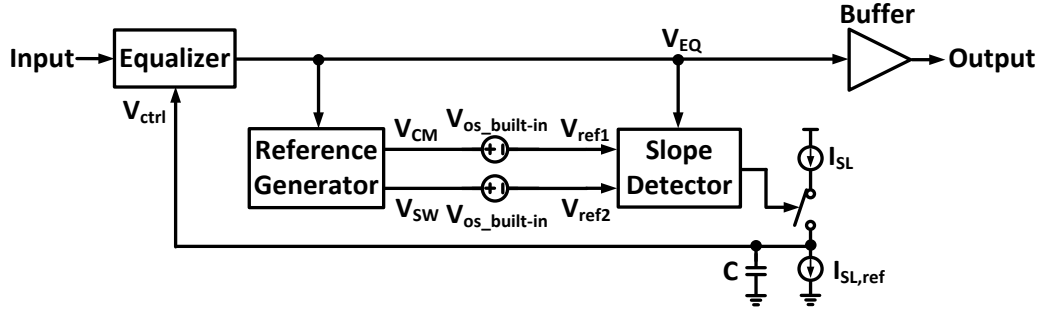 Buffer
Input
Equalizer
V_EQ
Output
V_ctrl
Reference
Generator
V_CM
V_os_built-in
V_ref1
Slope
Detector
I_SL
V_SW
V_os_built-in
V_ref2
C
I_SL,ref
+ -
+ -